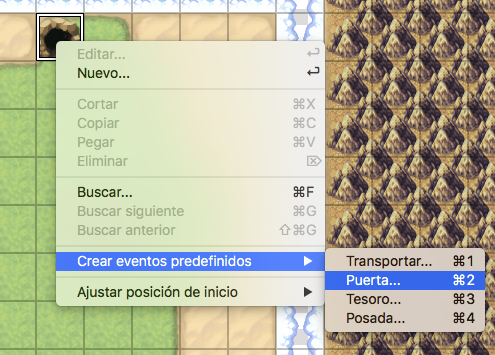 Editar... ↩
Nuevo... ↩
Cortar ⌘X
Copiar ⌘C
Pegar ⌘V
Eliminar ⌦
Buscar... ⌘F
Buscar siguiente ⌘G
Buscar anterior ⇧⌘G
Crear eventos predefinidos ▶
Transportar... ⌘1
Puerta... ⌘2
Tesoro... ⌘3
Posada... ⌘4
Ajustar posición de inicio ▶